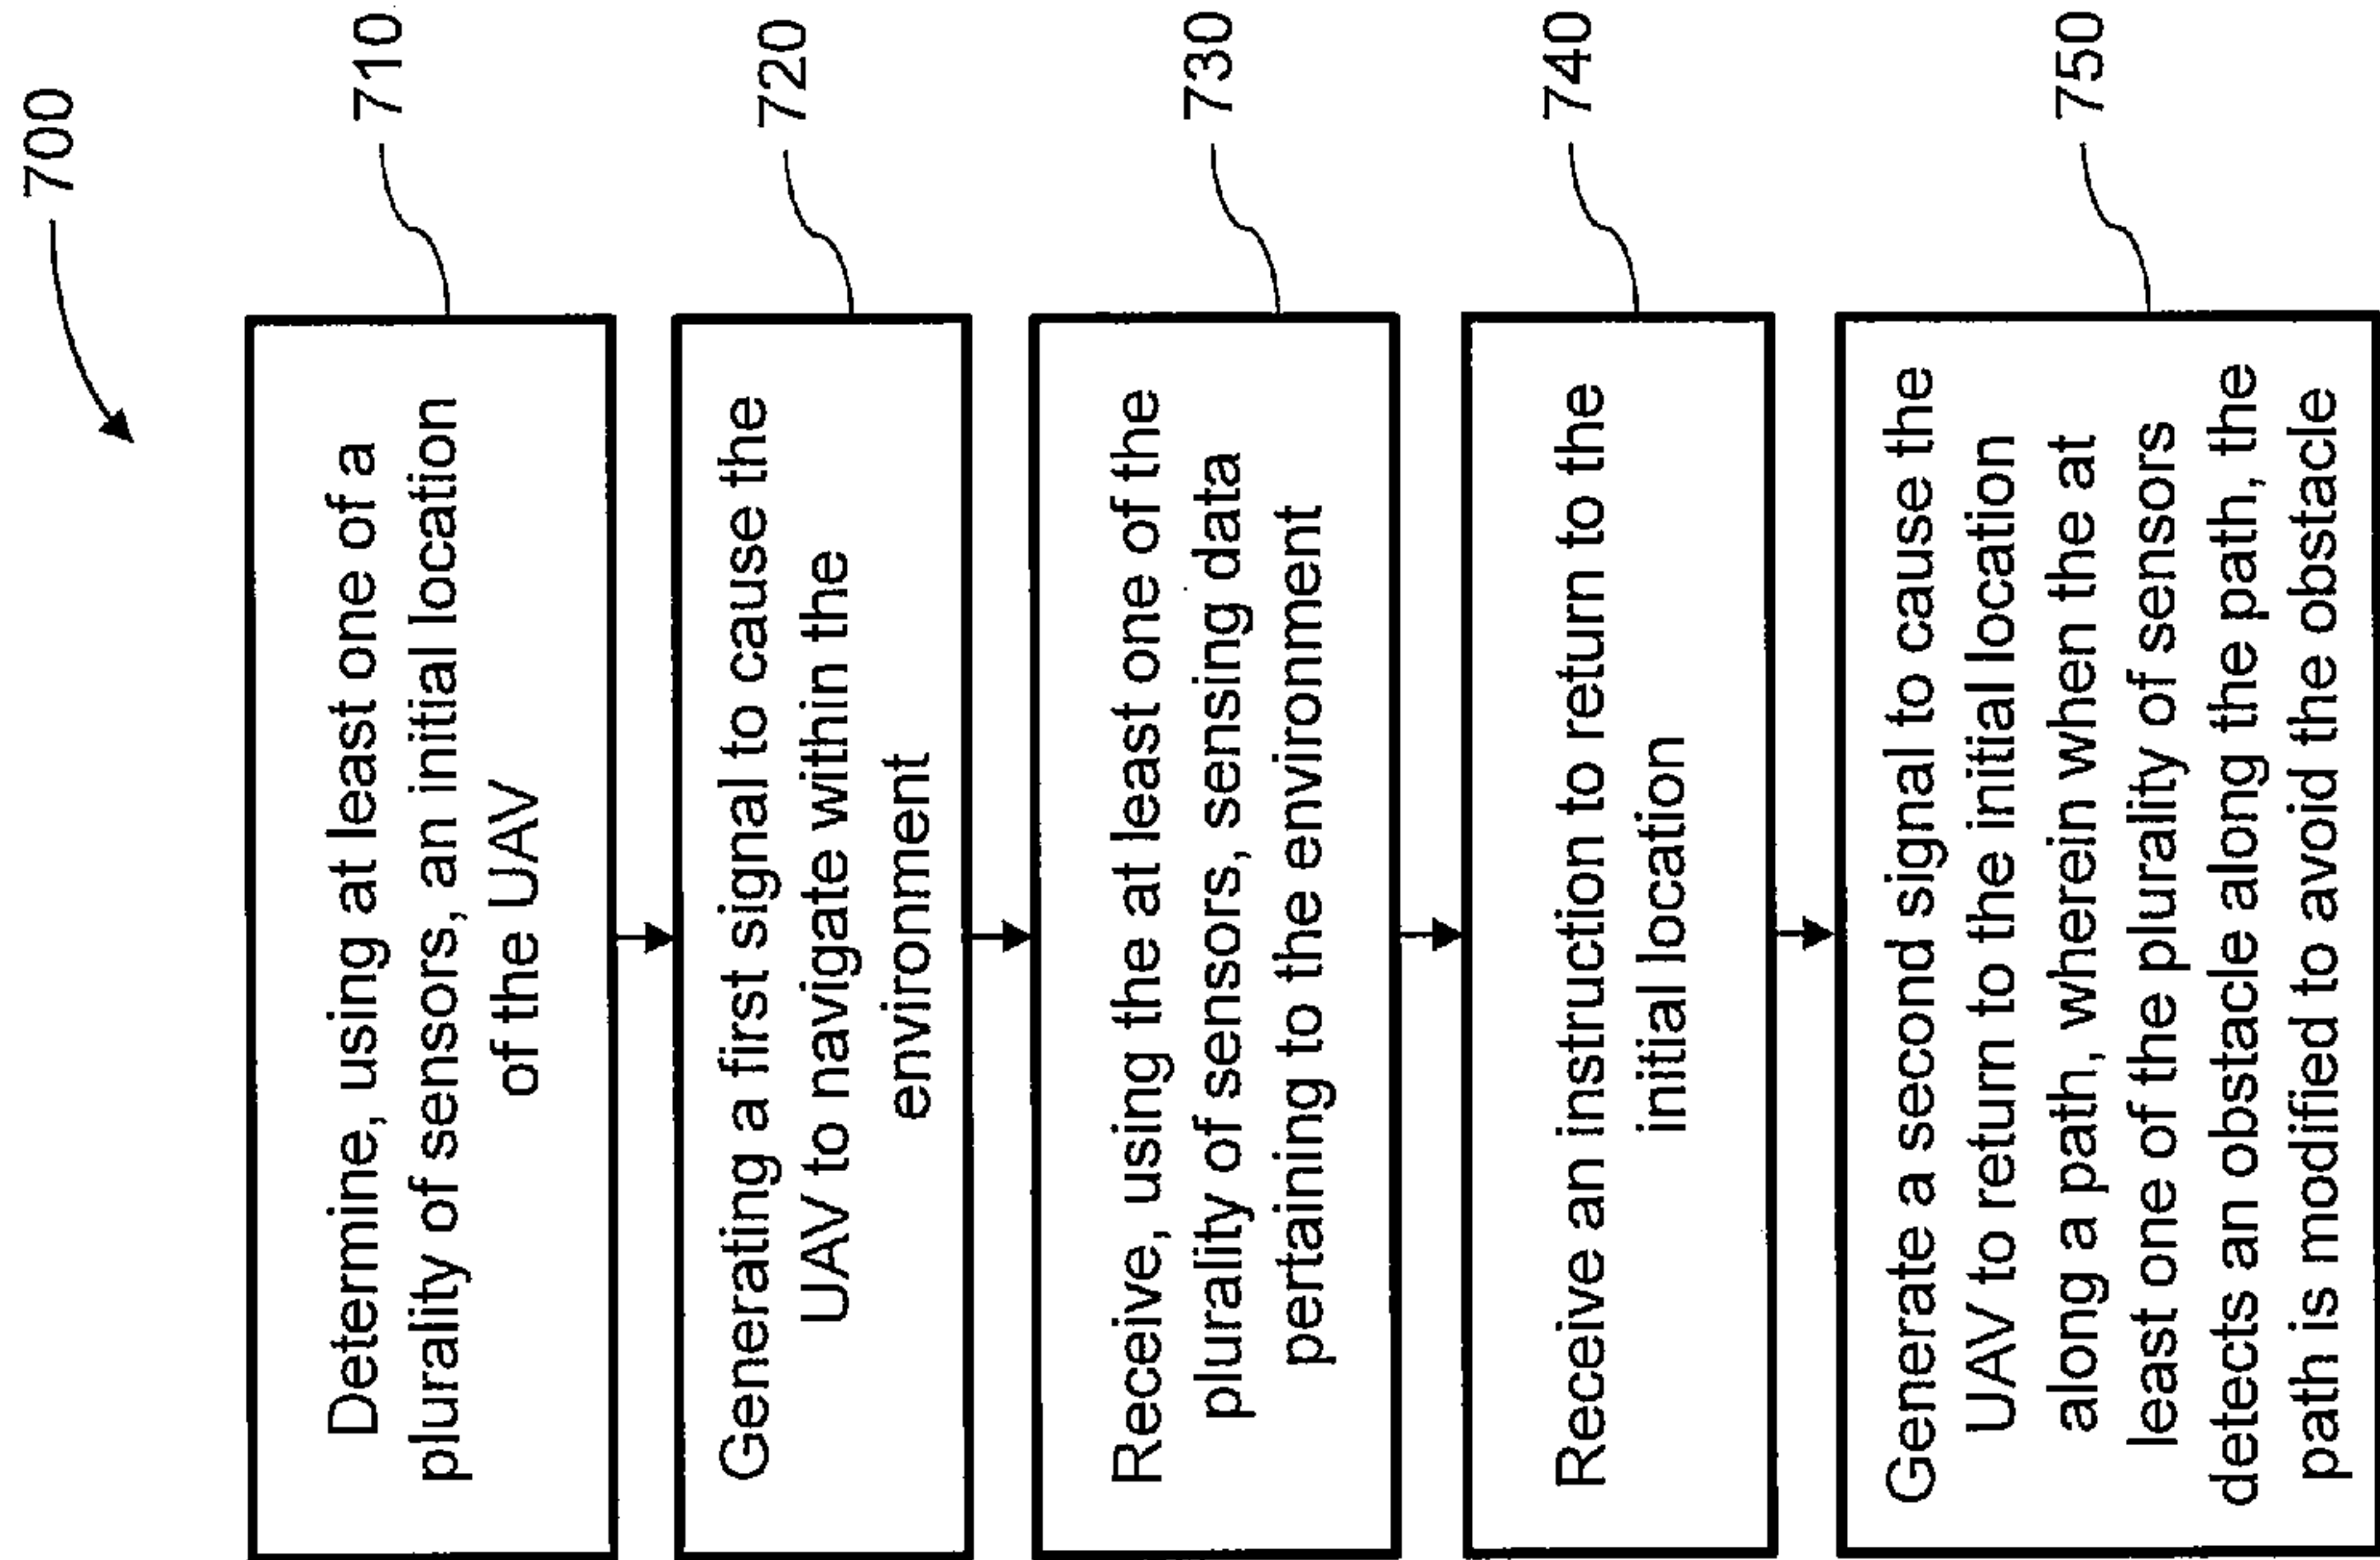 700
Determine, using at least one of a
plurality of sensors, an initial location
of the UAV
710
Generating a first signal to cause the
UAV to navigate within the
environment
720
Receive, using the at least one of the
plurality of sensors, sensing data
pertaining to the environment
730
Receive an instruction to return to the
initial location
740
Generate a second signal to cause the
UAV to return to the initial location
along a path, wherein when the at
least one of the plurality of sensors
detects an obstacle along the path, the
path is modified to avoid the obstacle
750